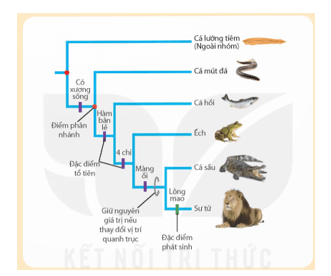 Cá lưỡng tiêm
(Ngoài nhóm)
Có
xương
sống
Cá mút đá
Điểm phân
nhánh
Hàm
bản
lề
Cá hồi
Đặc điểm
tổ tiên
4 chi
Ếch
Màng
ối
Cá sấu
Lông
mao
Sư tử
Giữ nguyên
giá trị nếu
thay đổi vị trí
quanh trục
Đặc điểm
phát sinh
KẾT NỐI TRI THỨC